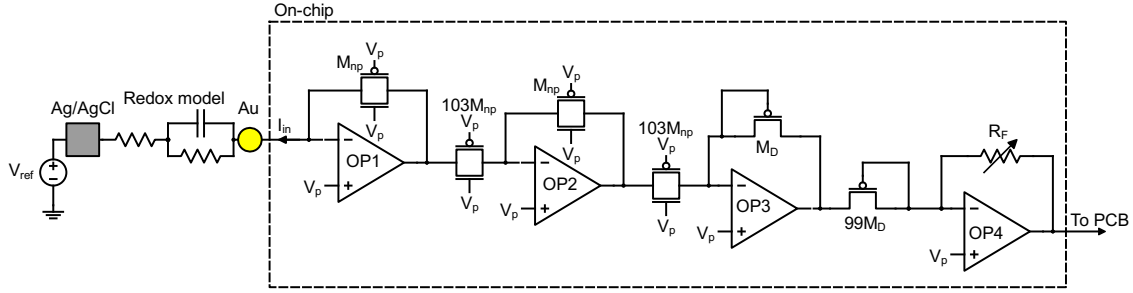 On-chip
V_p
M_np
V_p
I_in
OP1
V_p
Ag/AgCl
Redox model
Au
V_ref
103M_np
V_p
V_p
V_p
M_np
V_p
OP2
V_p
103M_np
V_p
V_p
M_D
OP3
V_p
99M_D
R_F
OP4
V_p
To PCB